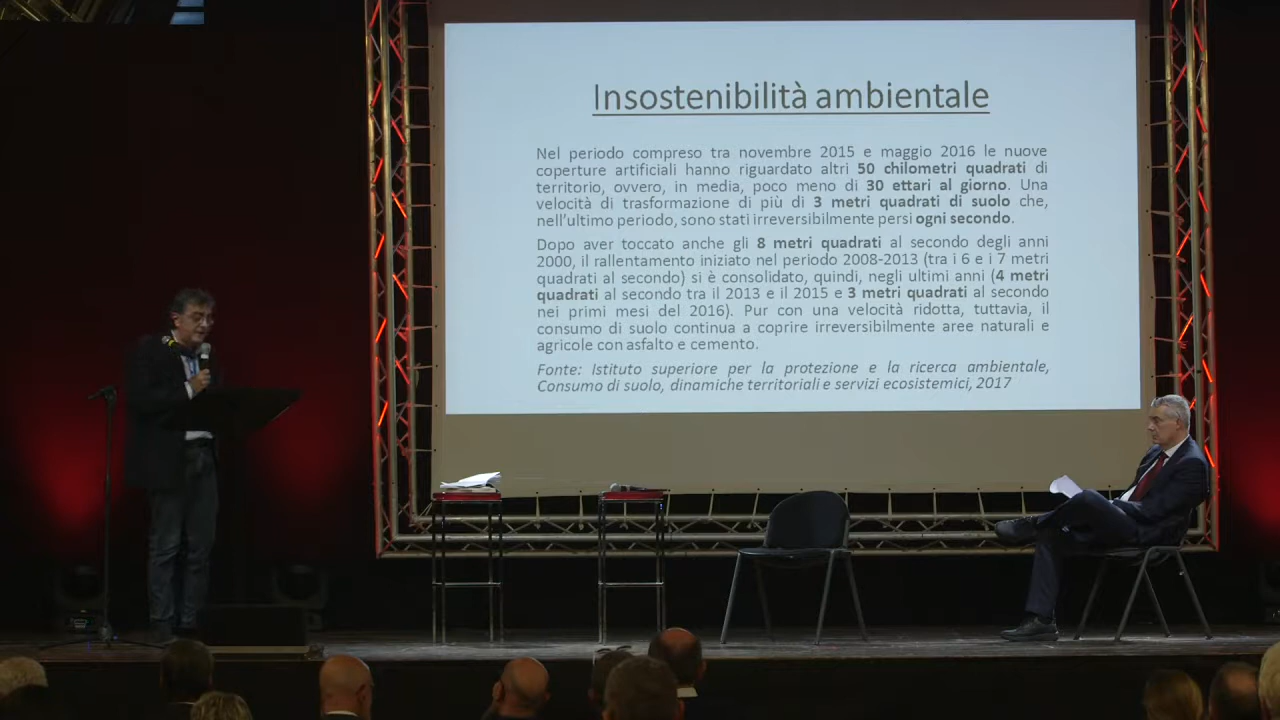 Insostenibilità ambientale
Nel periodo compreso tra novembre 2015 e maggio 2016 le nuove
coperture artificiali hanno riguardato altri 50 chilometri quadrati di
territorio, ovvero, in media, poco meno di 30 ettari al giorno. Una
velocità di trasformazione di più di 3 metri quadrati di suolo che,
nell'ultimo periodo, sono stati irreversibilmente persi ogni secondo.
Dopo aver toccato anche gli 8 metri quadrati al secondo degli anni
2000, il rallentamento iniziato nel periodo 2008-2013 (tra i 6 e i 7 metri
quadrati al secondo) si è consolidato, quindi, negli ultimi anni (4 metri
quadrati al secondo tra il 2013 e il 2015 e 3 metri quadrati al secondo
nei primi mesi del 2016). Pur con una velocità ridotta, tuttavia, il
consumo di suolo continua a coprire irreversibilmente aree naturali e
agricole con asfalto e cemento.
Fonte: Istituto superiore per la protezione e la ricerca ambientale,
Consumo di suolo, dinamiche territoriali e servizi ecosistemici, 2017